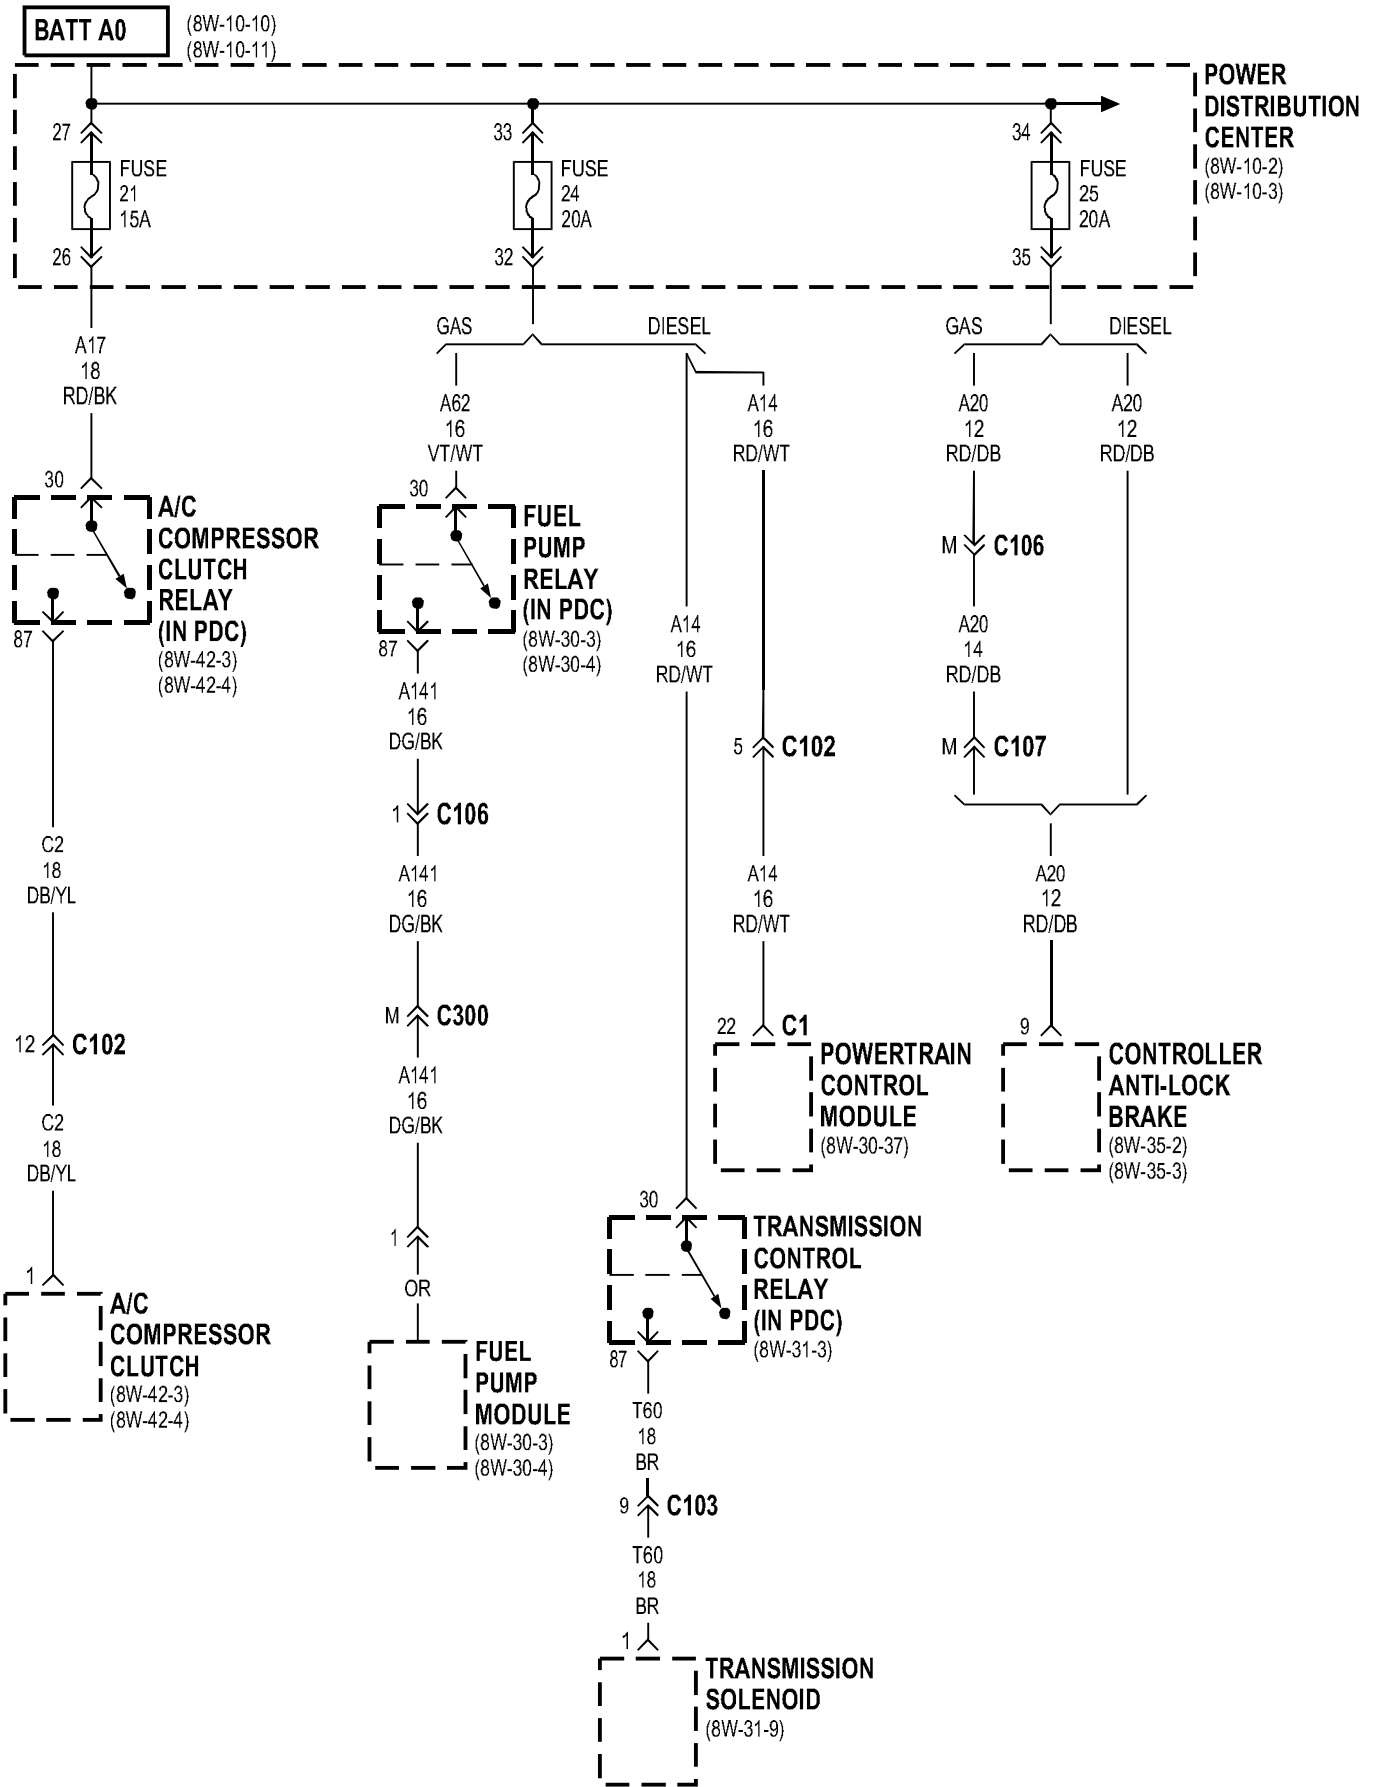 BATT A0
(8W-10-10)
(8W-10-11)
POWER
DISTRIBUTION
CENTER
(8W-10-2)
(8W-10-3)
27
FUSE
21
15A
26
33
FUSE
24
20A
32
34
FUSE
25
20A
35
GAS
DIESEL
GAS
DIESEL
A17
18
RD/BK
A62
16
VT/WT
A14
16
RD/WT
A20
12
RD/DB
A20
12
RD/DB
30
A/C
COMPRESSOR
CLUTCH
RELAY
(IN PDC)
(8W-42-3)
(8W-42-4)
87
30
FUEL
PUMP
RELAY
(IN PDC)
(8W-30-3)
(8W-30-4)
87
M
C106
A14
16
RD/WT
A20
14
RD/DB
A141
16
DG/BK
5
C102
M
C107
1
C106
C2
18
DB/YL
A141
16
DG/BK
A14
16
RD/WT
A20
12
RD/DB
12
C102
M
C300
22
C1
POWERTRAIN
CONTROL
MODULE
(8W-30-37)
9
CONTROLLER
ANTI-LOCK
BRAKE
(8W-35-2)
(8W-35-3)
C2
18
DB/YL
A141
16
DG/BK
1
A/C
COMPRESSOR
CLUTCH
(8W-42-3)
(8W-42-4)
1
OR
FUEL
PUMP
MODULE
(8W-30-3)
(8W-30-4)
30
TRANSMISSION
CONTROL
RELAY
(IN PDC)
(8W-31-3)
87
T60
18
BR
9
C103
T60
18
BR
1
TRANSMISSION
SOLENOID
(8W-31-9)